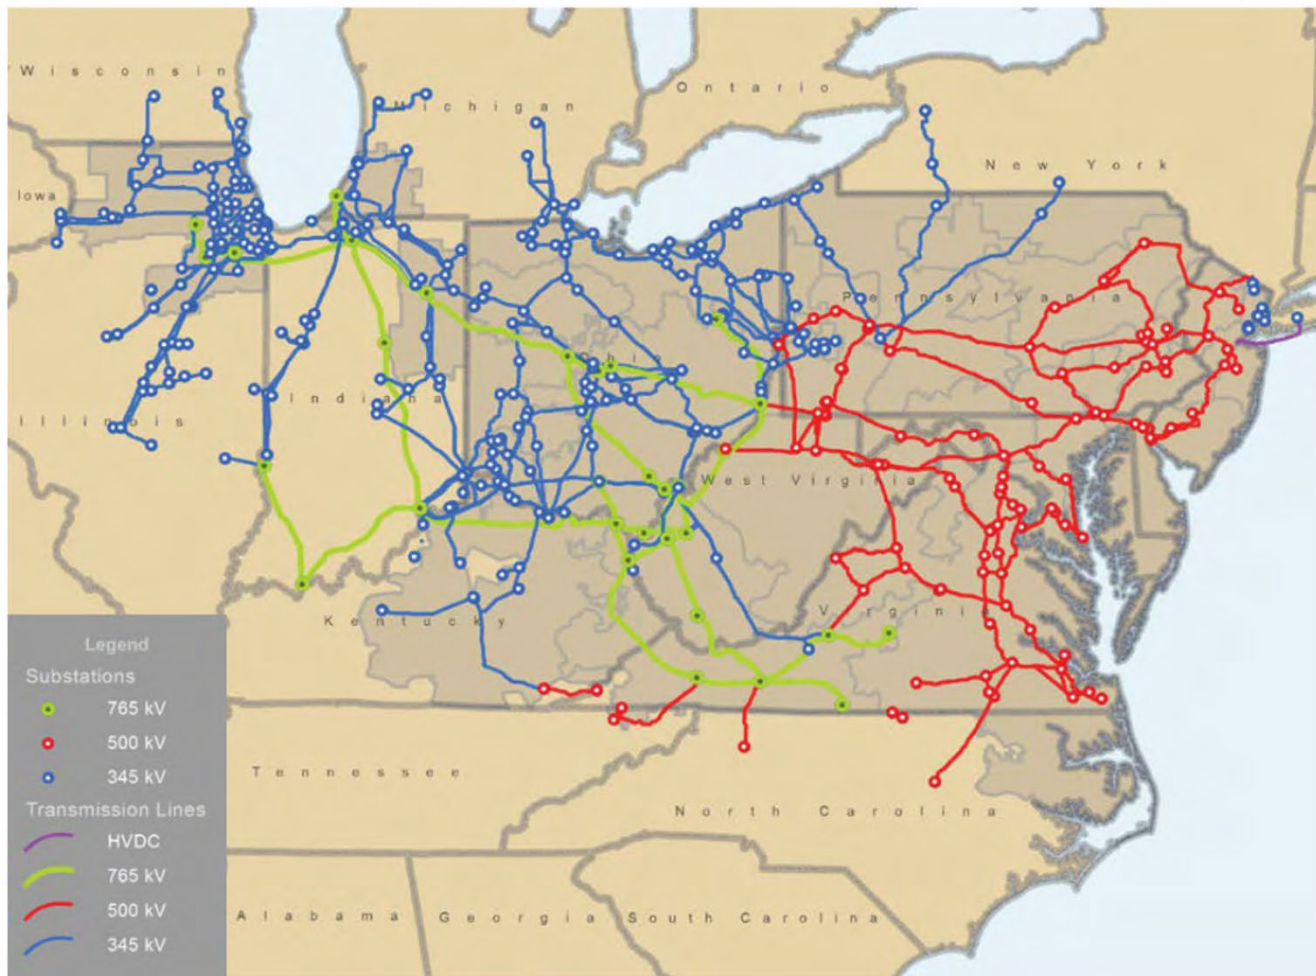 Wisconsin
Michigan
Ontario
New York
Iowa
Pennsylvania
Ohio
Indiana
Illinois
West Virginia
Virginia
Kentucky
Legend
Substations
765 kV
500 kV
345 kV
Tennessee
Transmission Lines
North Carolina
HVDC
765 kV
500 kV
Alabama
Georgia
South Carolina
345 kV